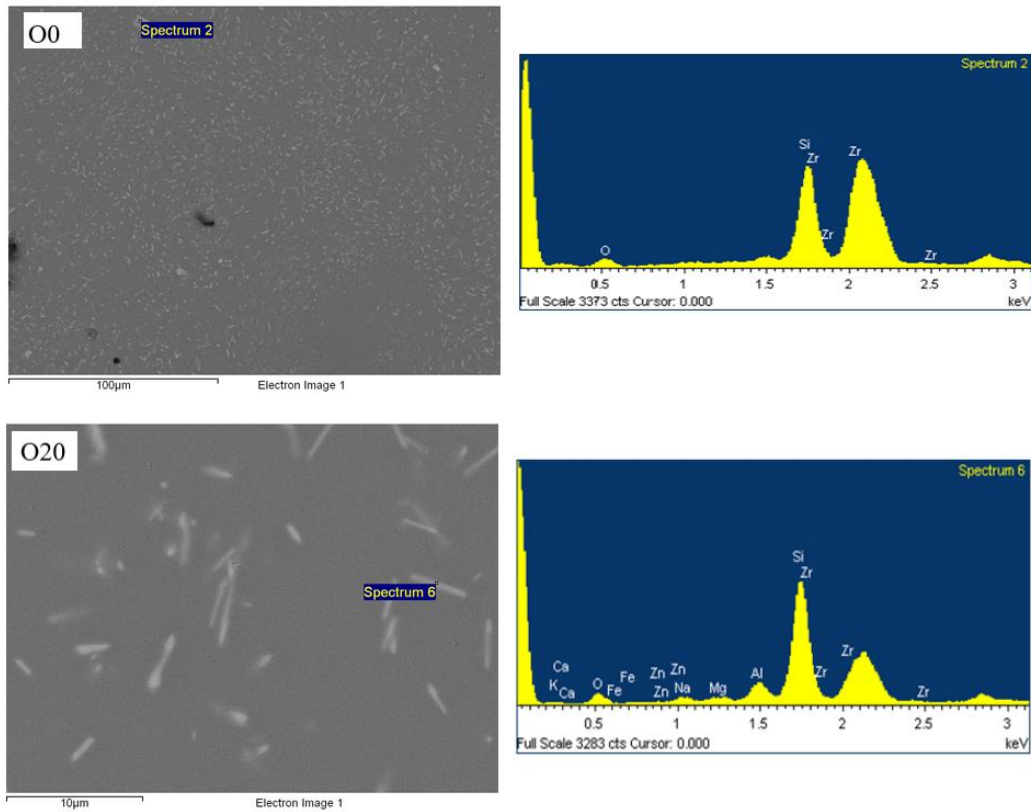 O0
Spectrum 2
100µm
Electron Image 1
Spectrum 2
Si
Zr
Zr
Zr
O
Zr
0.5 1 1.5 2 2.5 3
Full Scale 3373 cts Cursor: 0.000 keV
O20
Spectrum 6
10µm
Electron Image 1
Spectrum 6
Si
Zr
Zr
Zr
Ca
Fe
Zn
Zn
Al
K
Ca
O
Fe
Zn
Na
Mg
Zr
0.5 1 1.5 2 2.5 3
Full Scale 3283 cts Cursor: 0.000 keV